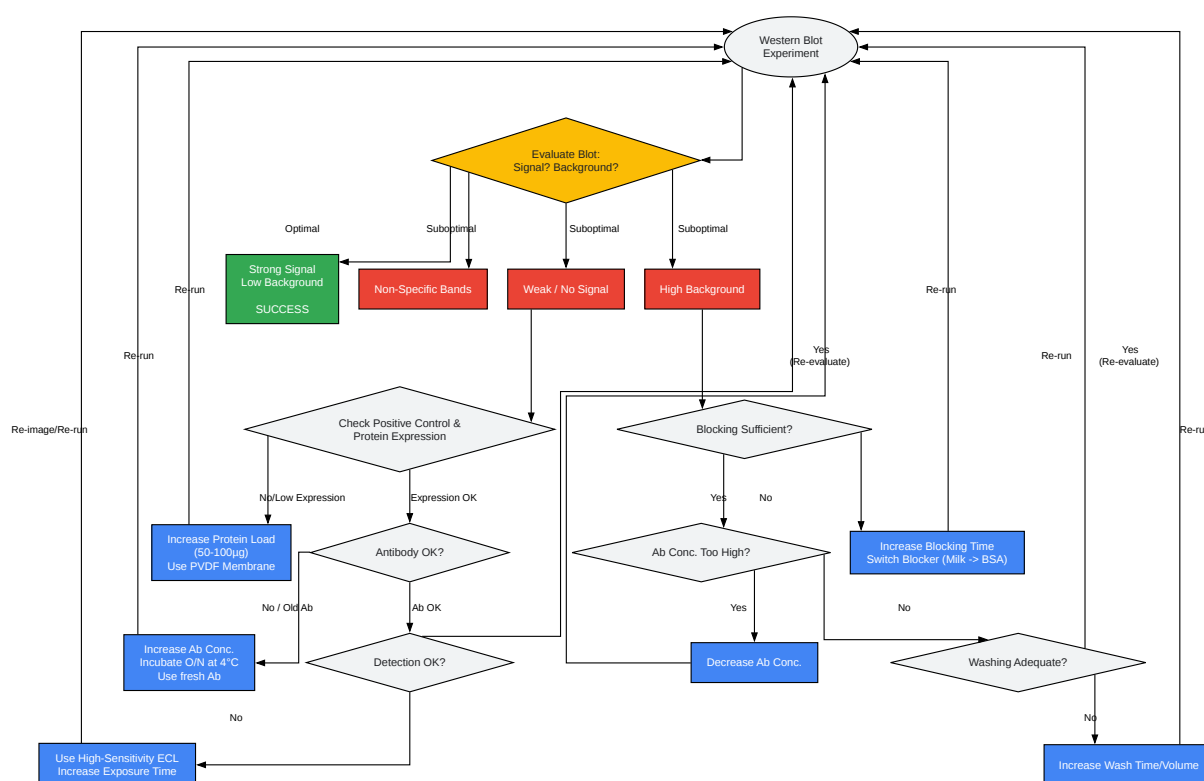 Western Blot
Experiment
Evaluate Blot:
Signal? Background?
Optimal
Suboptimal
Suboptimal
Suboptimal
Strong Signal
Low Background
SUCCESS
Non-Specific Bands
Weak / No Signal
High Background
Re-run
Re-run
Re-run
Re-run
Yes
(Re-evaluate)
Yes
(Re-evaluate)
Re-image/Re-run
Check Positive Control &
Protein Expression
Blocking Sufficient?
Re-ru
No/Low Expression
Expression OK
Yes
No
Increase Protein Load
(50-100µg)
Use PVDF Membrane
Antibody OK?
Ab Conc. Too High?
Increase Blocking Time
Switch Blocker (Milk -> BSA)
No / Old Ab
Ab OK
Yes
No
Increase Ab Conc.
Incubate O/N at 4°C
Use fresh Ab
Detection OK?
Decrease Ab Conc.
Washing Adequate?
No
No
Use High-Sensitivity ECL
Increase Exposure Time
Increase Wash Time/Volume